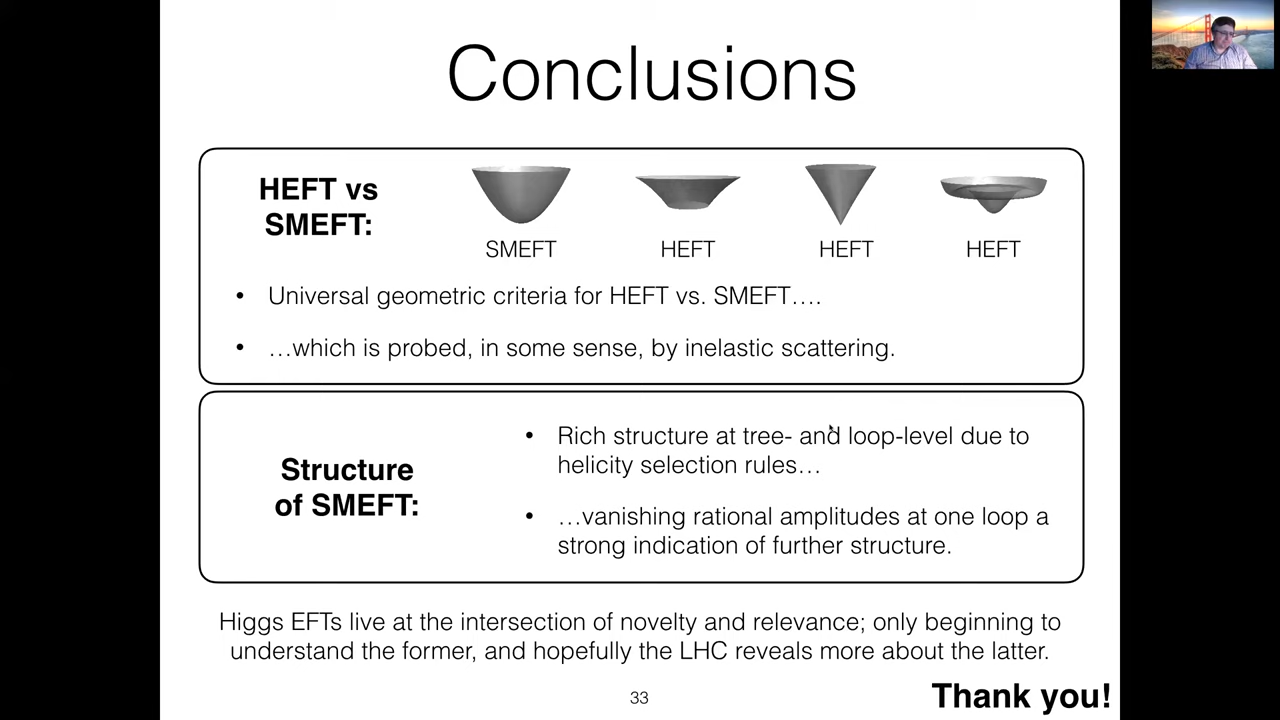 Conclusions
HEFT vs
SMEFT:
SMEFT
HEFT
HEFT
HEFT
• Universal geometric criteria for HEFT vs. SMEFT….
• …which is probed, in some sense, by inelastic scattering.
Structure
of SMEFT:
• Rich structure at tree- and loop-level due to
helicity selection rules…
• …vanishing rational amplitudes at one loop a
strong indication of further structure.
Higgs EFTs live at the intersection of novelty and relevance; only beginning to
understand the former, and hopefully the LHC reveals more about the latter.
33
Thank you!